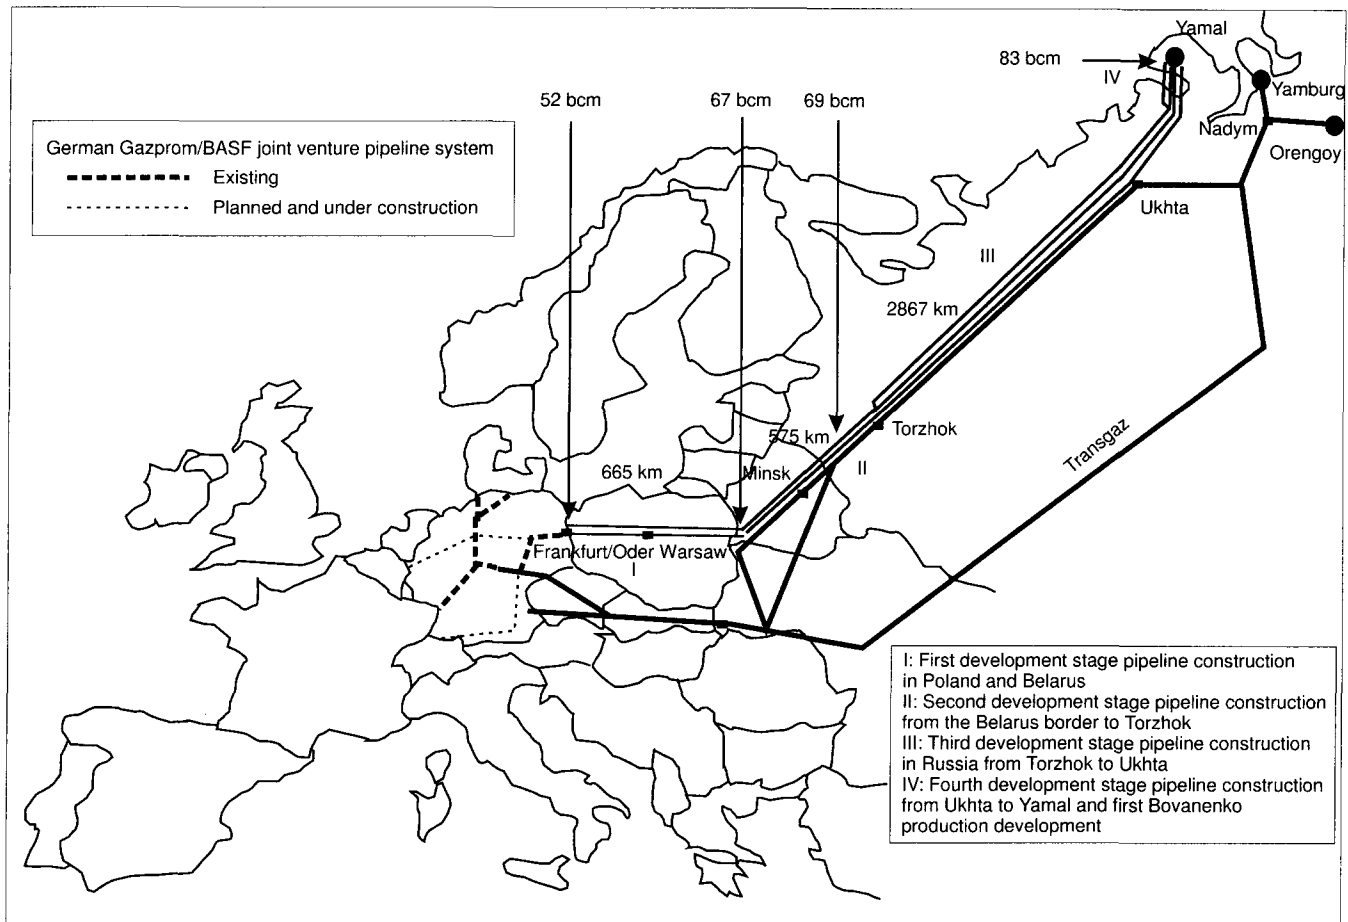 Yamal
83 bcm
IV
52 bcm
67 bcm
69 bcm
Yamburg
Nadym
Orengoy
German Gazprom/BASF joint venture pipeline system
Existing
Planned and under construction
Ukhta
III
2867 km
Torzhok
575 km
Transgaz
665 km
Minsk
II
Frankfurt/Oder Warsaw
I
I: First development stage pipeline construction
in Poland and Belarus
II: Second development stage pipeline construction
from the Belarus border to Torzhok
III: Third development stage pipeline construction
in Russia from Torzhok to Ukhta
IV: Fourth development stage pipeline construction
from Ukhta to Yamal and first Bovanenko
production development